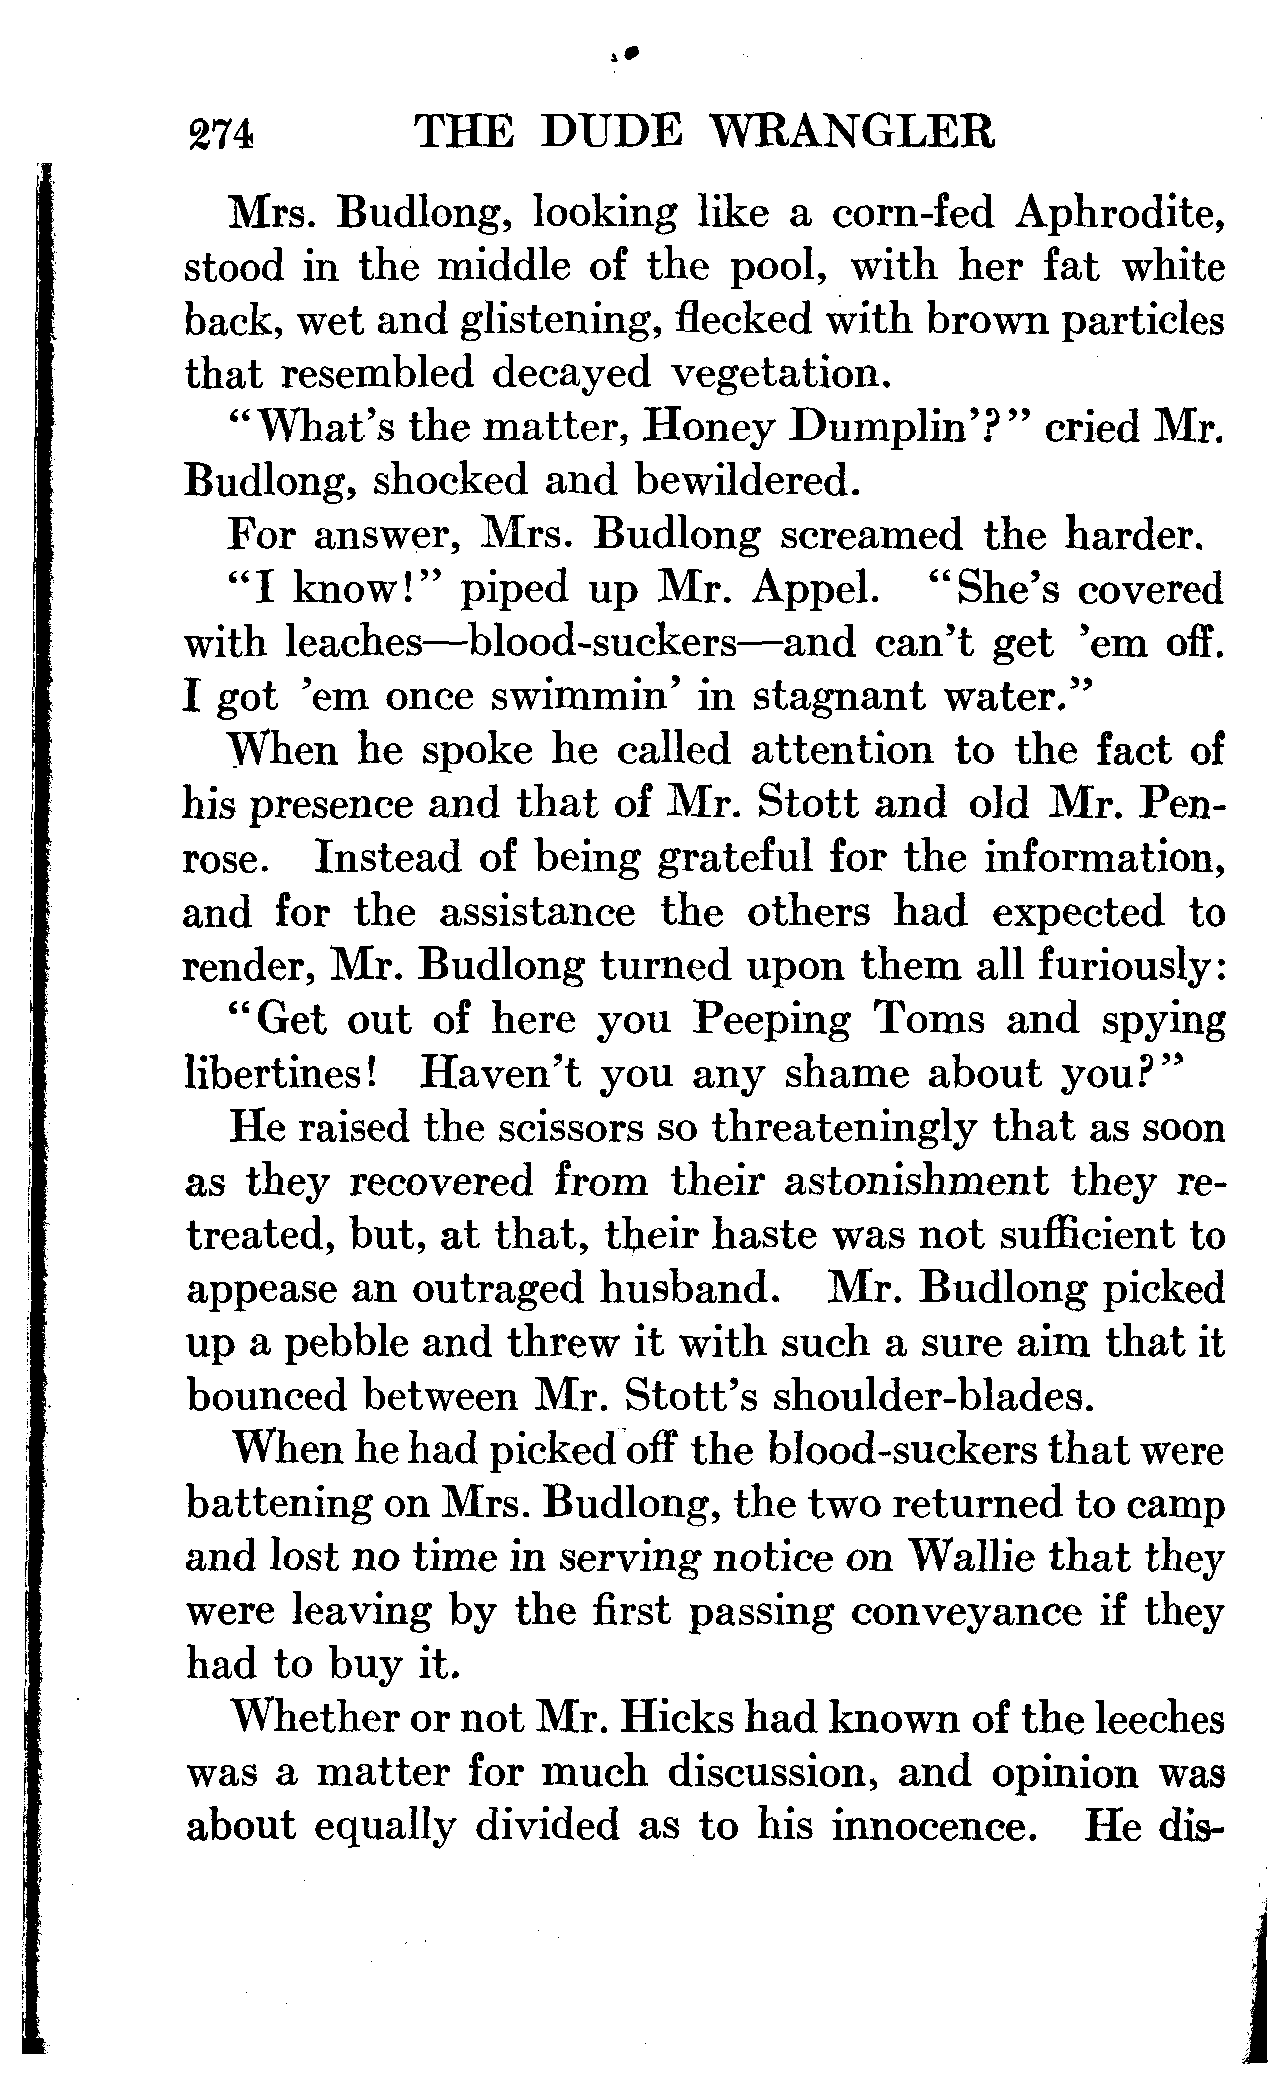 274 THE DUDE WRANGLER
Mrs. Budlong, looking like a corn-fed Aphrodite,
stood in the middle of the pool, with her fat white
back, wet and glistening, flecked with brown particles
that resembled decayed vegetation.
"What's the matter, Honey Dumplin'?" cried Mr.
Budlong, shocked and bewildered.
For answer, Mrs. Budlong screamed the harder.
"I know!" piped up Mr. Appel. "She's covered
with leaches—blood-suckers—and can't get 'em off.
I got 'em once swimmin' in stagnant water."
When he spoke he called attention to the fact of
his presence and that of Mr. Stott and old Mr. Pen-
rose. Instead of being grateful for the information,
and for the assistance the others had expected to
render, Mr. Budlong turned upon them all furiously:
"Get out of here you Peeping Toms and spying
libertines! Haven't you any shame about you?"
He raised the scissors so threateningly that as soon
as they recovered from their astonishment they re-
treated, but, at that, their haste was not sufficient to
appease an outraged husband. Mr. Budlong picked
up a pebble and threw it with such a sure aim that it
bounced between Mr. Stott's shoulder-blades.
When he had picked off the blood-suckers that were
battening on Mrs. Budlong, the two returned to camp
and lost no time in serving notice on Wallie that they
were leaving by the first passing conveyance if they
had to buy it.
Whether or not Mr. Hicks had known of the leeches
was a matter for much discussion, and opinion was
about equally divided as to his innocence. He dis-